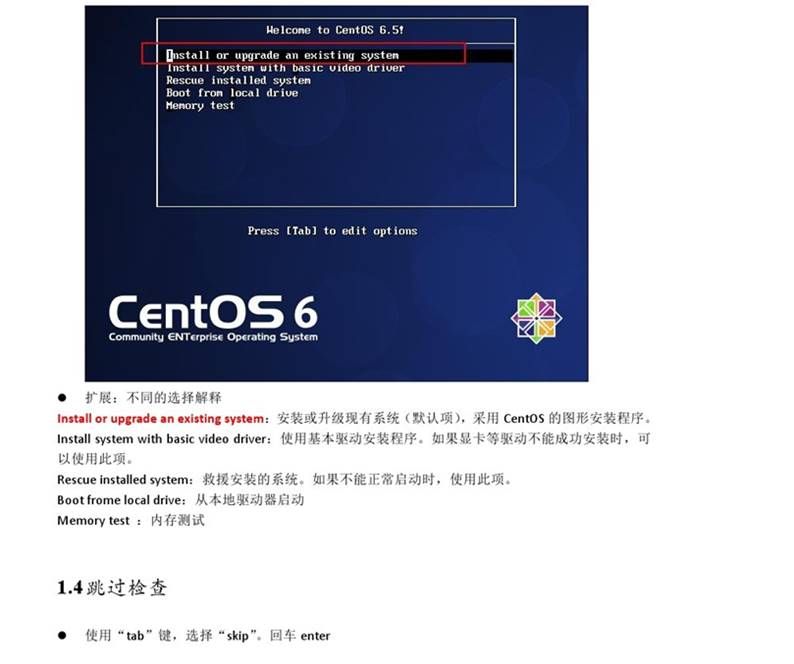 Welcome to CentOS 6.5!
Install or upgrade an existing system
Install system with basic video driver
Rescue installed system
Boot from local drive
Memory test
Press [Tab] to edit options
CentOS 6
Community ENTerprise Operating System
● 扩展：不同的选择解释
Install or upgrade an existing system：安装或升级现有系统（默认项），采用 CentOS 的图形安装程序。
Install system with basic video driver：使用基本驱动安装程序。如果显卡等驱动不能成功安装时，可
以使用此项。
Rescue installed system：救援安装的系统。如果不能正常启动时，使用此项。
Boot frome local drive：从本地驱动器启动
Memory test ：内存测试
1.4 跳过检查
● 使用“tab”键，选择“skip”。回车 enter